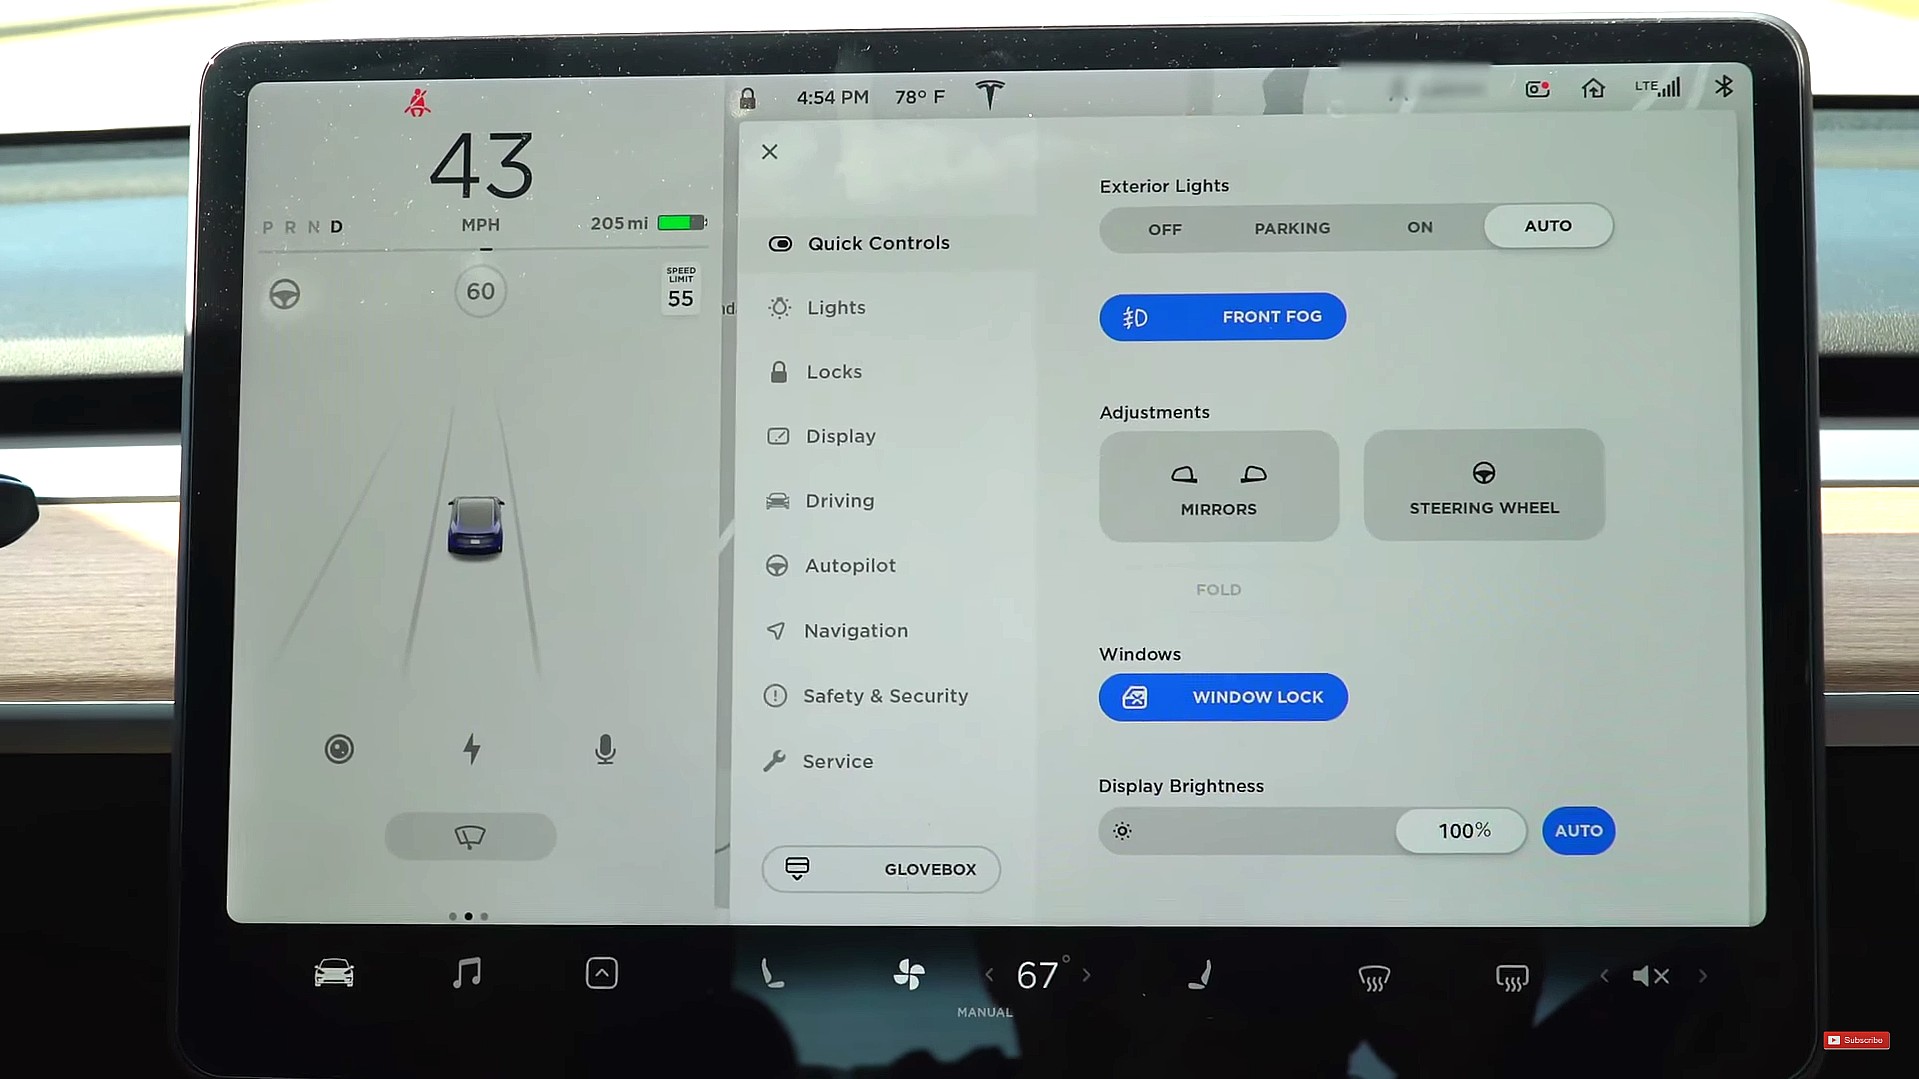 4:54 PM 78° F LTE
43
P R N D MPH 205 mi
60
SPEED
LIMIT
55
Quick Controls
Lights
Locks
Display
Driving
Autopilot
Navigation
Safety & Security
Service
GLOVEBOX
Exterior Lights
OFF PARKING ON AUTO
FRONT FOG
Adjustments
MIRRORS STEERING WHEEL
FOLD
Windows
WINDOW LOCK
Display Brightness
100% AUTO
67°
MANUAL
Subscribe